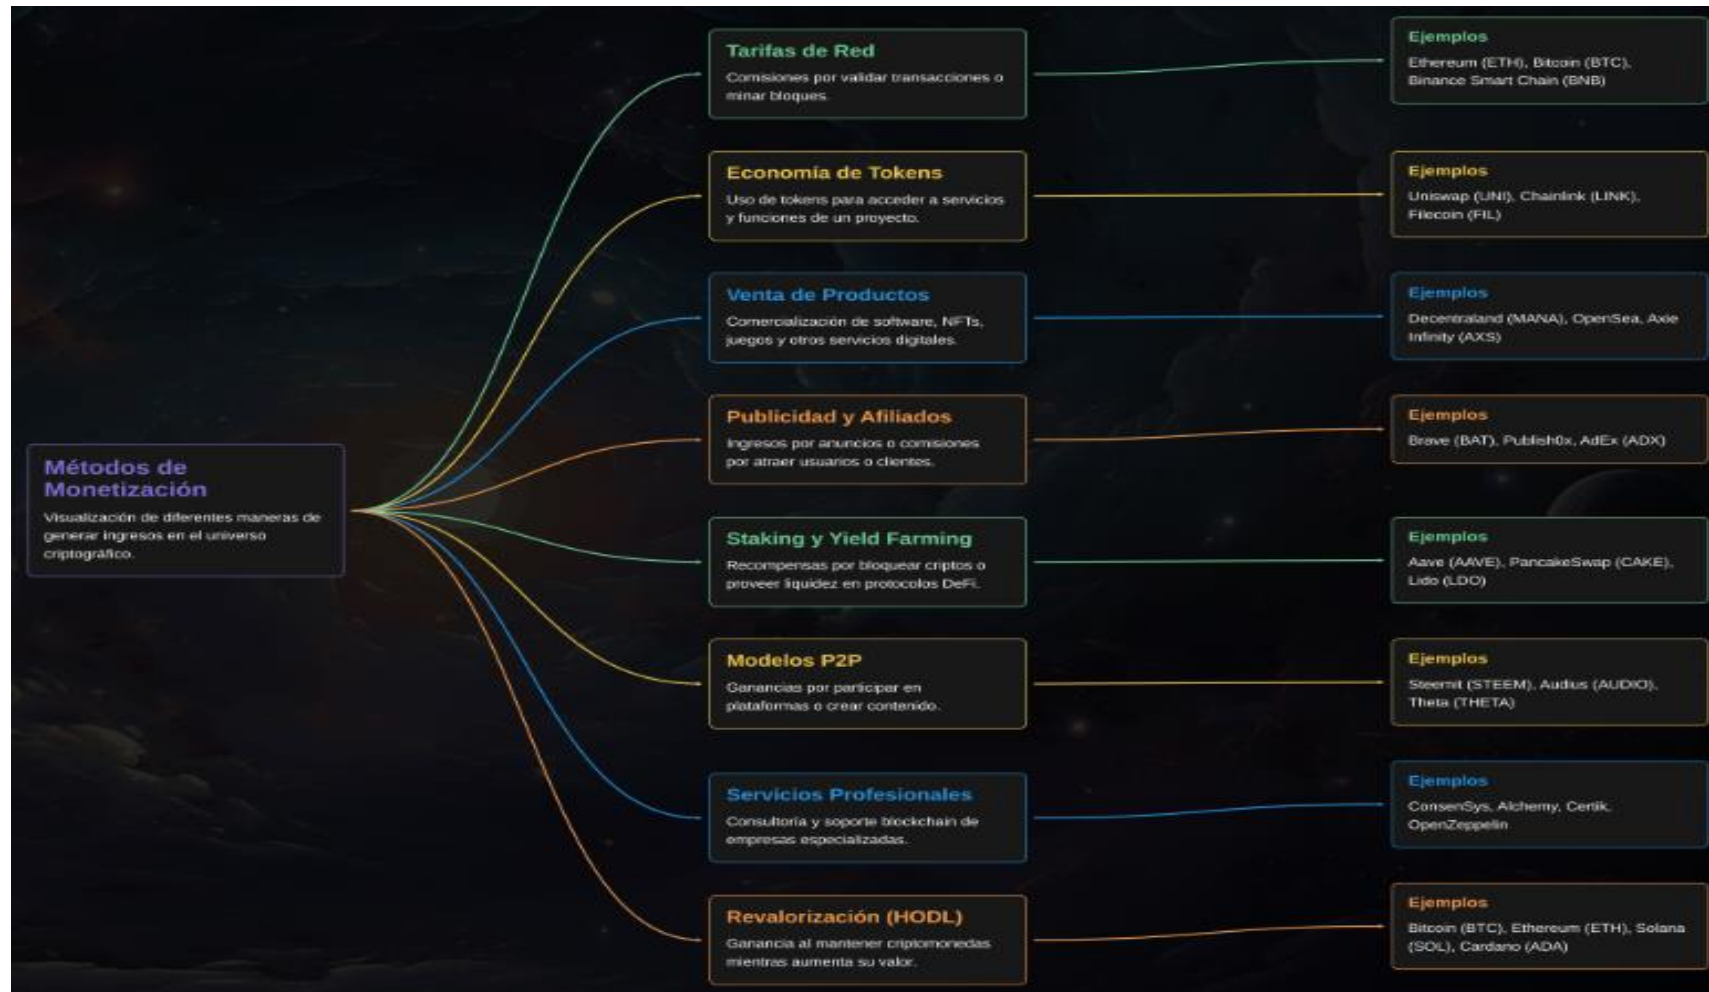 Métodos de
Monetización
Visualización de diferentes maneras de
generar ingresos en el universo
criptográfico.
Tarifas de Red
Comisiones por validar transacciones o
minar bloques.
Ejemplos
Ethereum (ETH), Bitcoin (BTC),
Binance Smart Chain (BNB)
Economía de Tokens
Uso de tokens para acceder a servicios
y funciones de un proyecto.
Ejemplos
Uniswap (UNI), Chainlink (LINK),
Filecoin (FIL)
Venta de Productos
Comercialización de software, NFTs,
juegos y otros servicios digitales.
Ejemplos
Decentraland (MANA), OpenSea, Axie
Infinity (AXS)
Publicidad y Afiliados
Ingresos por anuncios o comisiones
por atraer usuarios o clientes.
Ejemplos
Brave (BAT), Publish0x, AdEx (ADX)
Staking y Yield Farming
Recompensas por bloquear criptos o
proveer liquidez en protocolos DeFi.
Ejemplos
Aave (AAVE), PancakeSwap (CAKE),
Lido (LDO)
Modelos P2P
Ganancias por participar en
plataformas o crear contenido.
Ejemplos
Steemit (STEEM), Audius (AUDIO),
Theta (THETA)
Servicios Profesionales
Consultoría y soporte blockchain de
empresas especializadas.
Ejemplos
ConsenSys, Alchemy, Certik,
OpenZeppelin
Revalorización (HODL)
Ganancia al mantener criptomonedas
mientras aumenta su valor.
Ejemplos
Bitcoin (BTC), Ethereum (ETH), Solana
(SOL), Cardano (ADA)